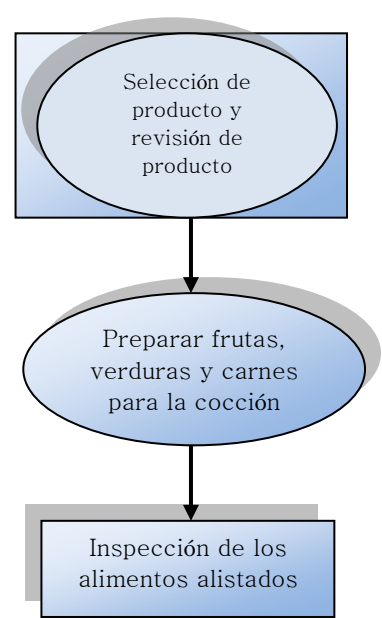 Selección de
producto y
revisión de
producto
Preparar frutas,
verduras y carnes
para la cocción
Inspección de los
alimentos alistados